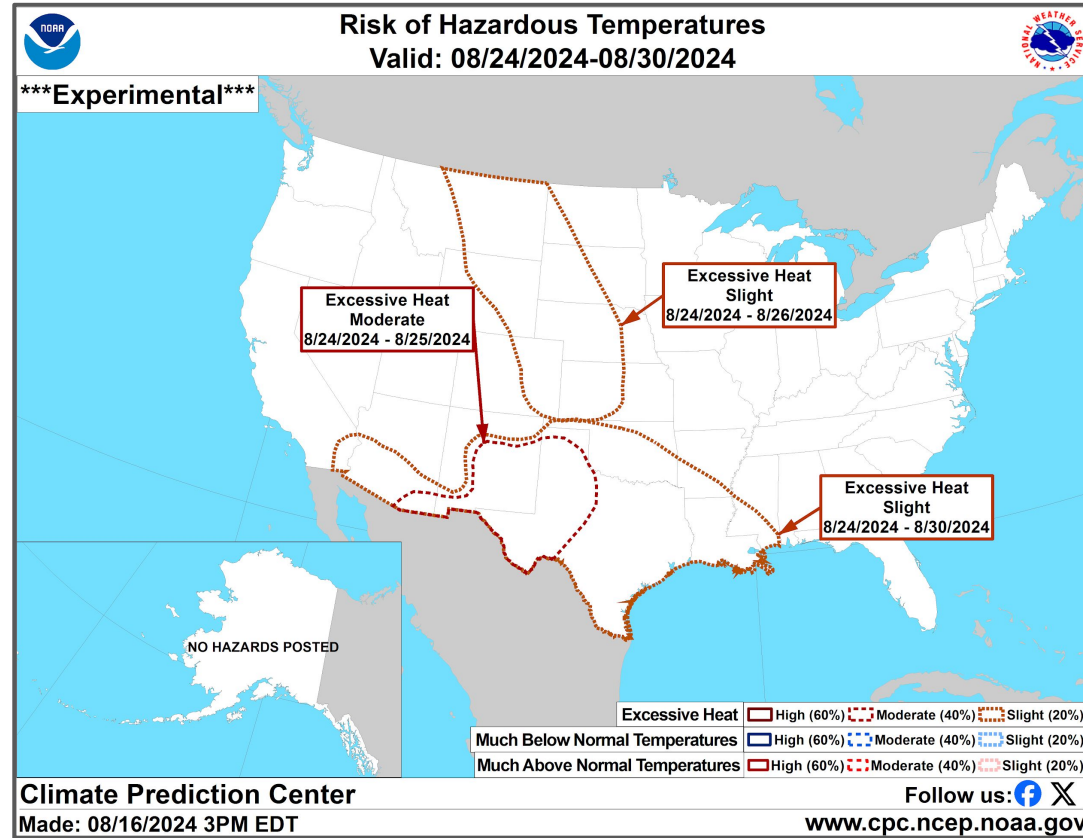 NOAA
Risk of Hazardous Temperatures
Valid: 08/24/2024-08/30/2024
NATIONAL WEATHER SERVICE
***Experimental***
Excessive Heat
Slight
8/24/2024 - 8/26/2024
Excessive Heat
Moderate
8/24/2024 - 8/25/2024
Excessive Heat
Slight
8/24/2024 - 8/30/2024
NO HAZARDS POSTED
Excessive Heat High (60%) Moderate (40%) Slight (20%)
Much Below Normal Temperatures High (60%) Moderate (40%) Slight (20%)
Much Above Normal Temperatures High (60%) Moderate (40%) Slight (20%)
Climate Prediction Center
Follow us:
Made: 08/16/2024 3PM EDT
www.cpc.ncep.noaa.gov